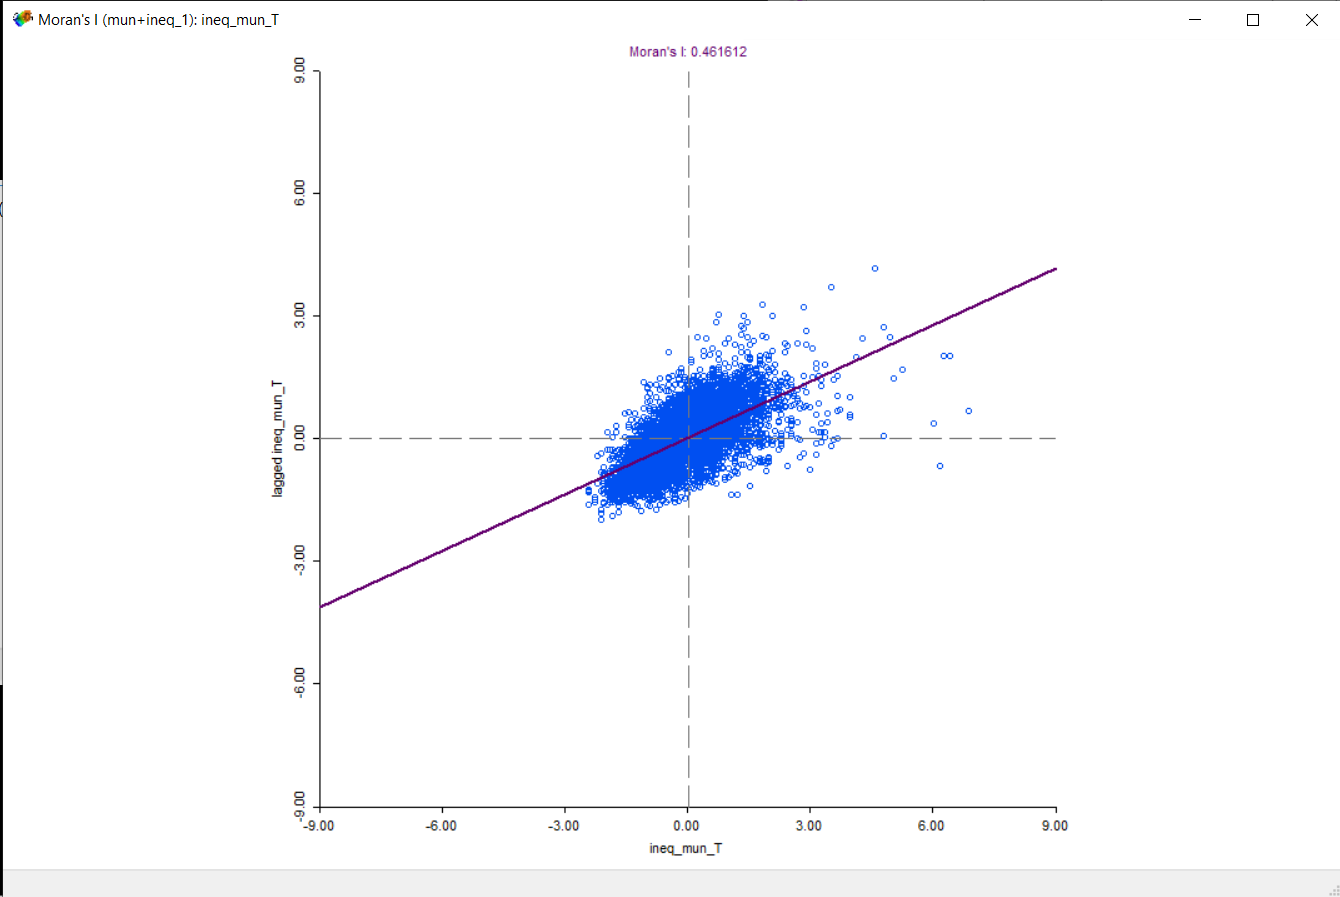 Moran's I (mun+ineq_1): ineq_mun_T
Moran's I: 0.461612
9.00
6.00
3.00
0.00
-3.00
-6.00
-9.00
lagged ineq_mun_T
-9.00 -6.00 -3.00 0.00 3.00 6.00 9.00
ineq_mun_T